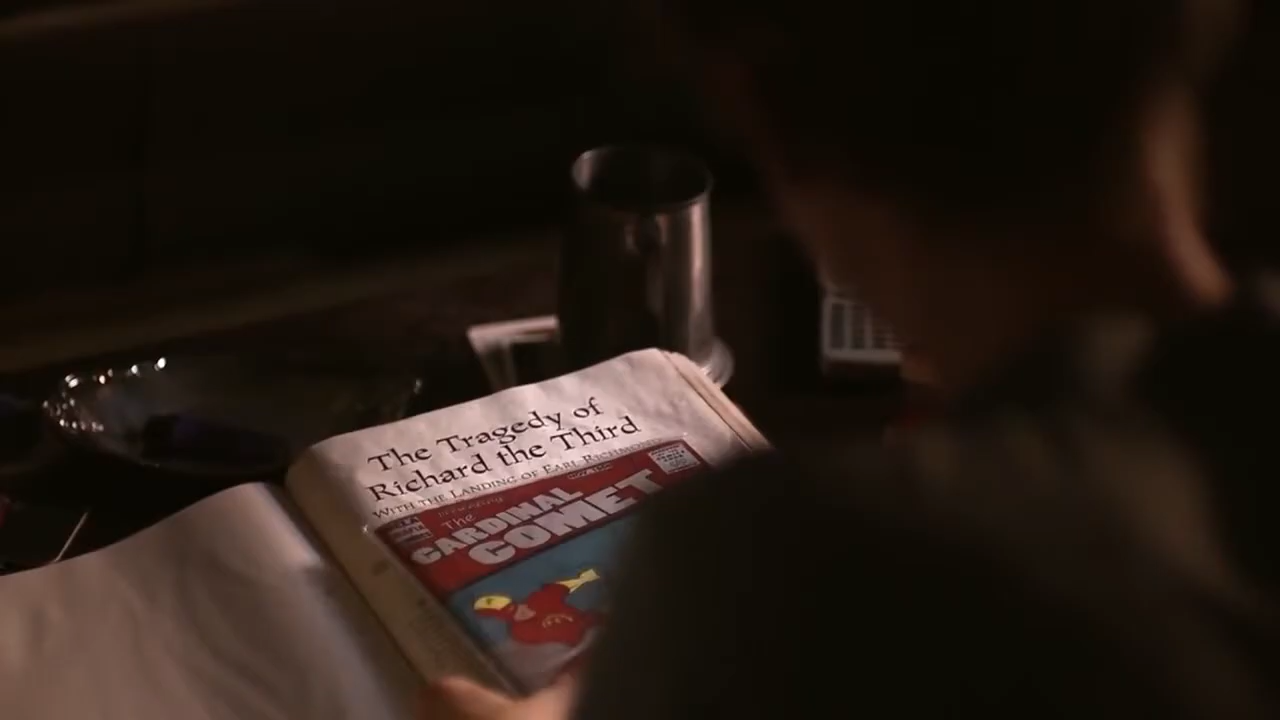 The Tragedy of
Richard the Third
WITH THE LANDING OF EARL RICHMOND
The
CARDINAL
COMET